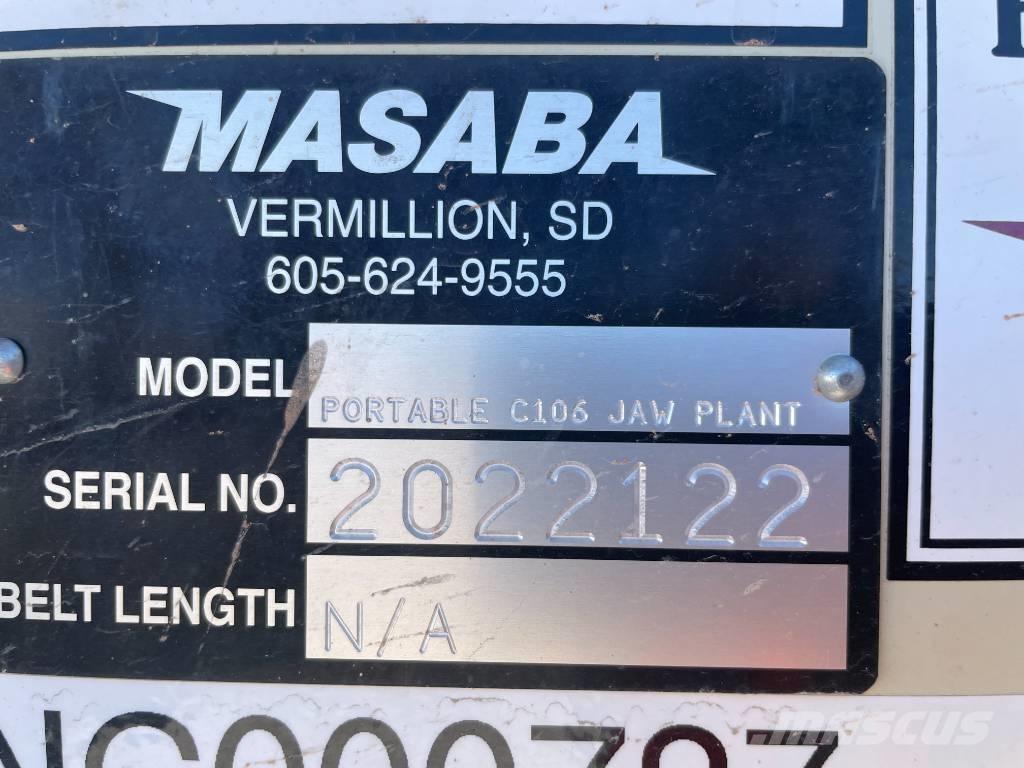 MASABA
VERMILLION, SD
605-624-9555
MODEL PORTABLE C106 JAW PLANT
SERIAL NO. 2022122
BELT LENGTH N/A
mascus